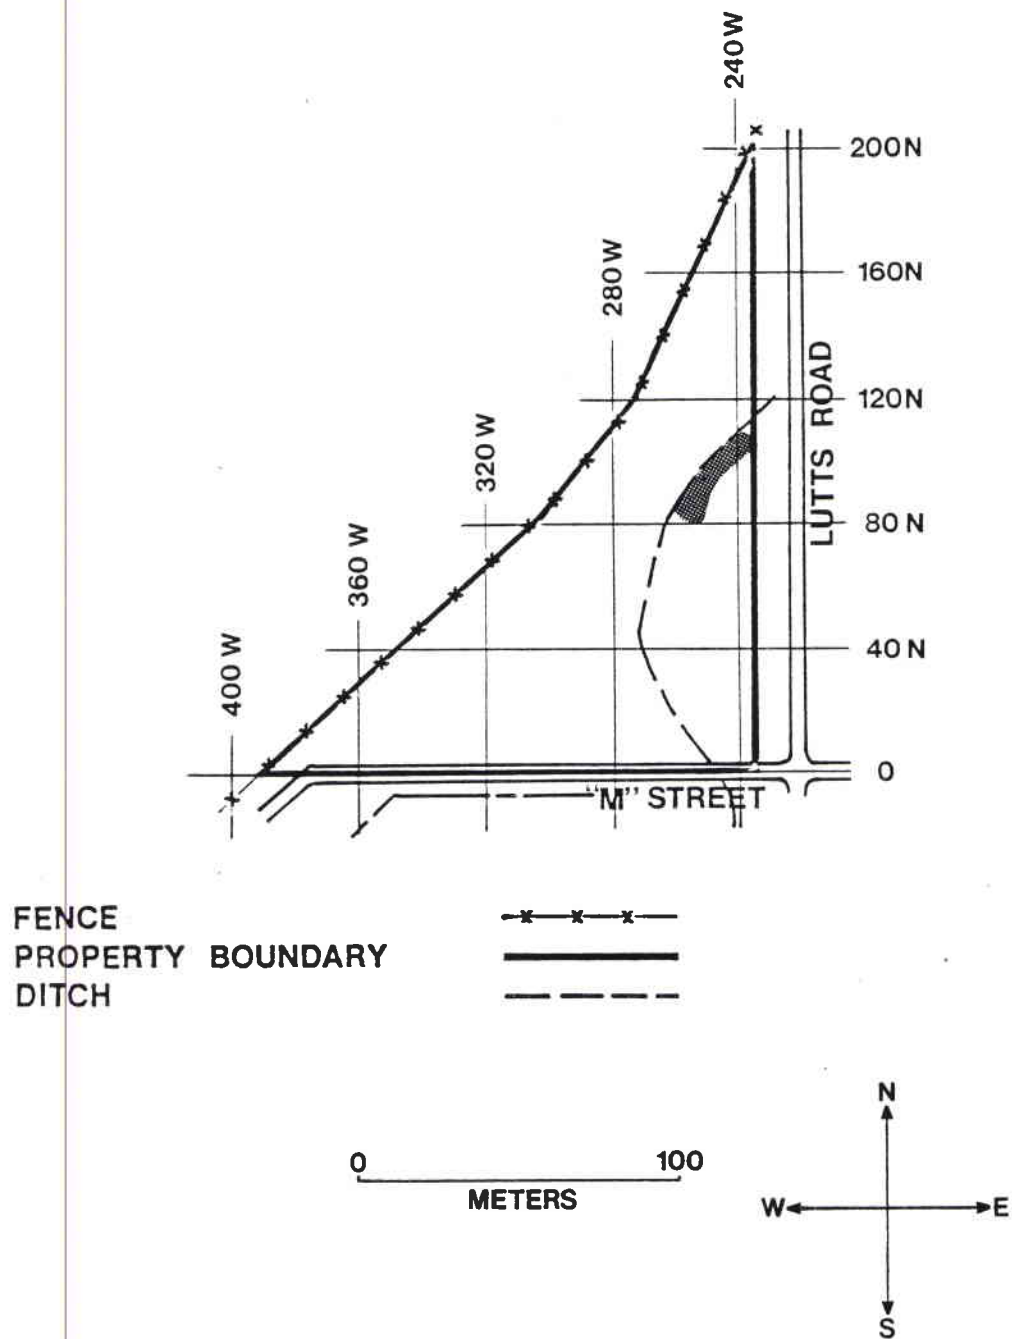 240W
200N
280W
160N
LUTTS ROAD
120N
320W
80N
360W
40N
400W
0
"M" STREET
FENCE
PROPERTY BOUNDARY
DITCH
0 100
METERS
N
W E
S